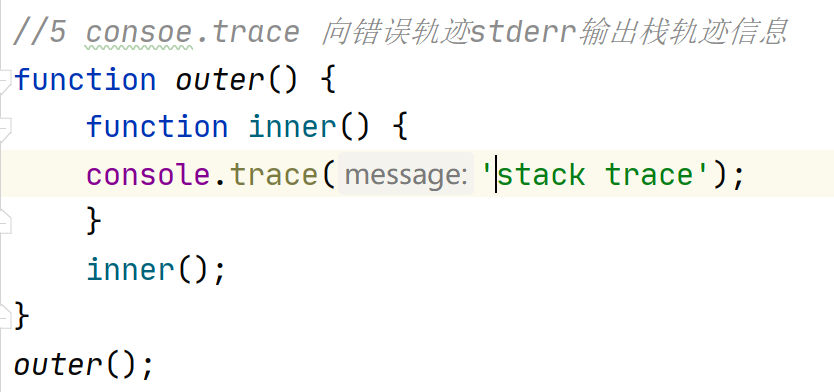 //5 consoe.trace 向错误轨迹stderr输出栈轨迹信息
function outer() {
    function inner() {
    console.trace( message: 'stack trace');
    }
    inner();
}
outer();